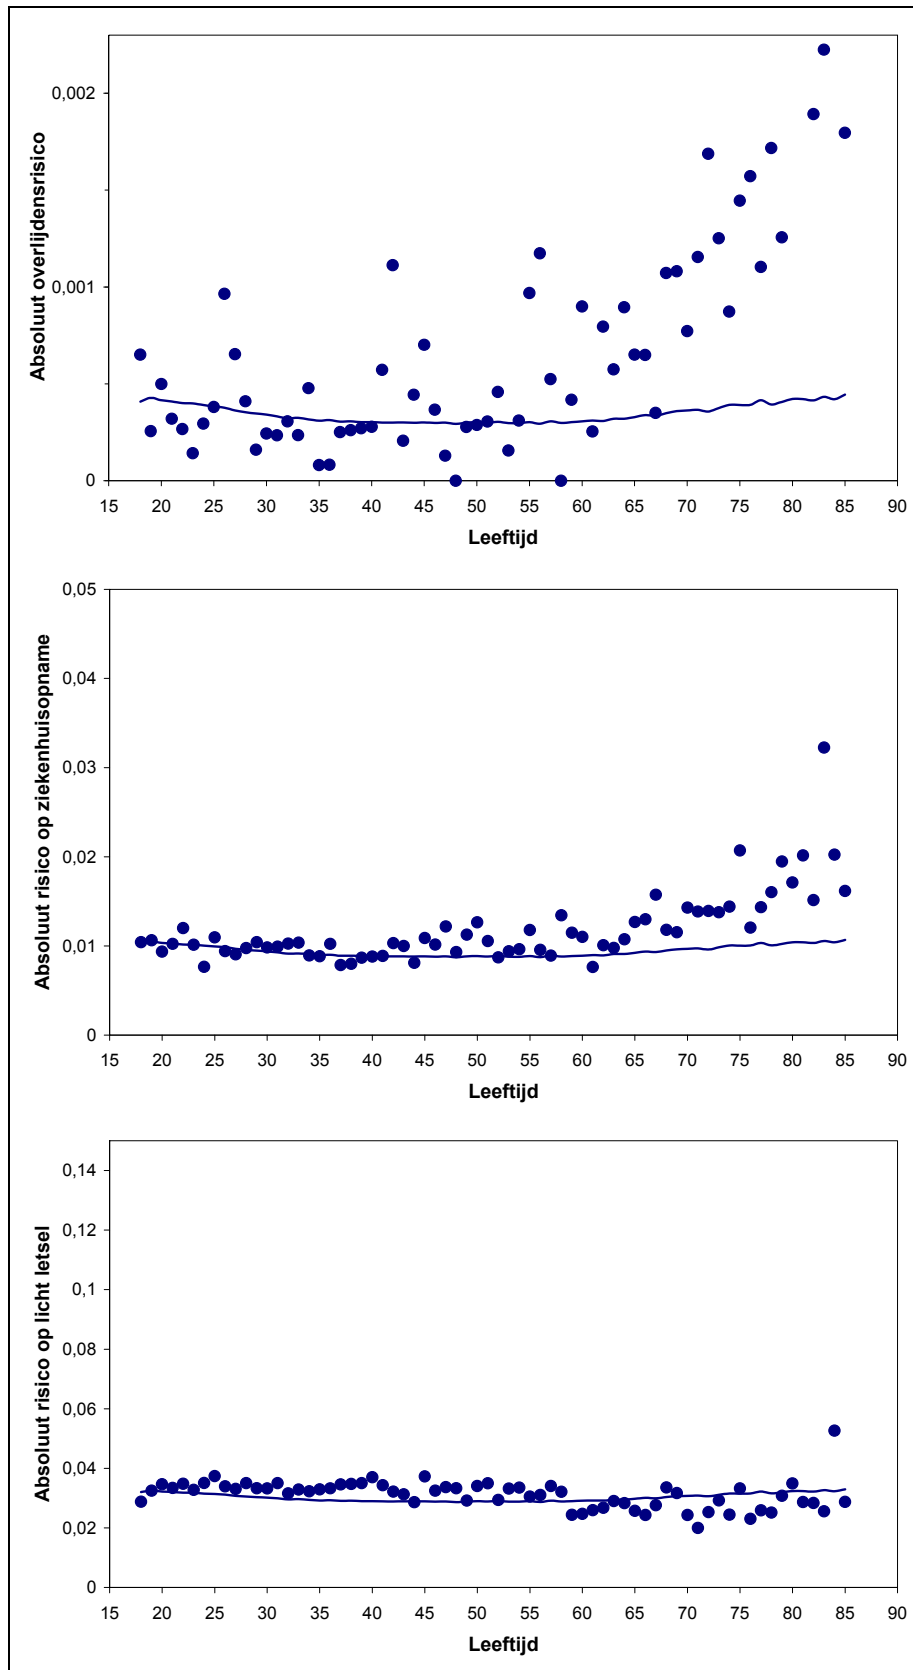 Absoluut overlijdensrisico
0,002
0,001
0
15 20 25 30 35 40 45 50 55 60 65 70 75 80 85 90
Leeftijd
Absoluut risico op ziekenhuisopname
0,05
0,04
0,03
0,02
0,01
0
15 20 25 30 35 40 45 50 55 60 65 70 75 80 85 90
Leeftijd
Absoluut risico op licht letsel
0,14
0,12
0,1
0,08
0,06
0,04
0,02
0
15 20 25 30 35 40 45 50 55 60 65 70 75 80 85 90
Leeftijd